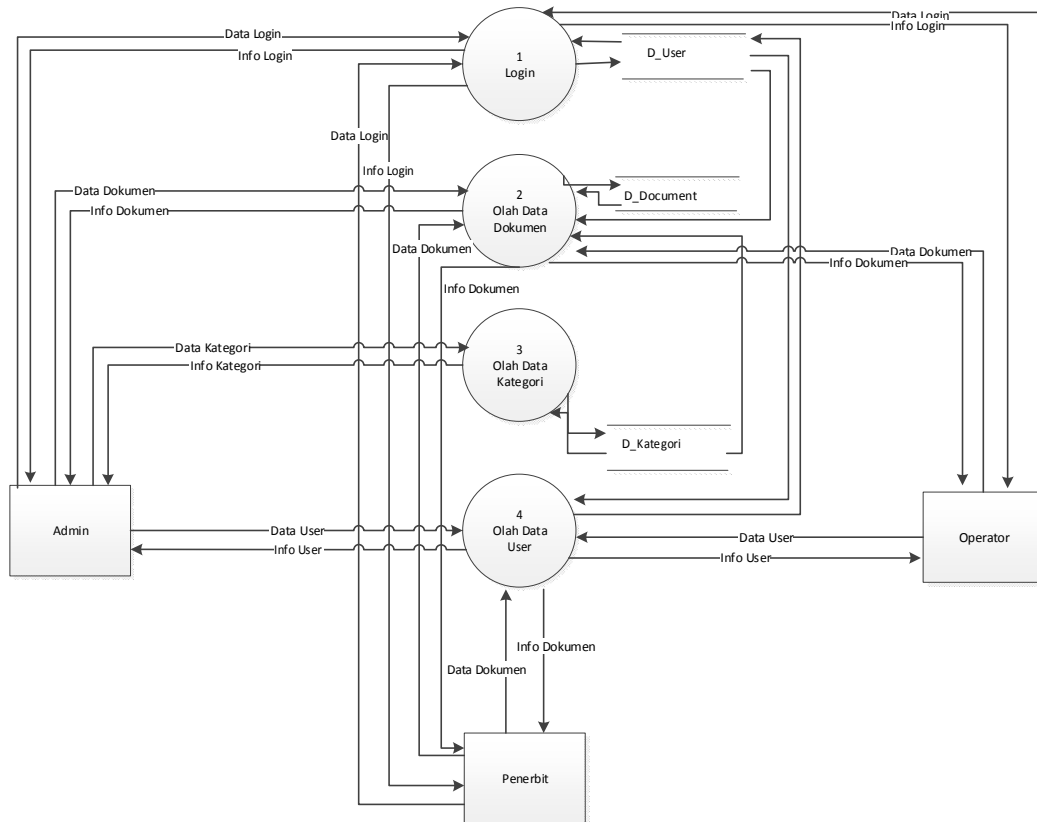 Data Login
Info Login
1
Login
D_User
Data Login
Info Login
Data Login
Info Login
Data Dokumen
Info Dokumen
2
Olah Data
Dokumen
D_Document
Data Dokumen
Info Dokumen
Data Dokumen
Info Dokumen
Data Kategori
Info Kategori
3
Olah Data
Kategori
D_Kategori
Admin
Data User
Info User
4
Olah Data
User
Data User
Info User
Operator
Data Dokumen
Info Dokumen
Penerbit